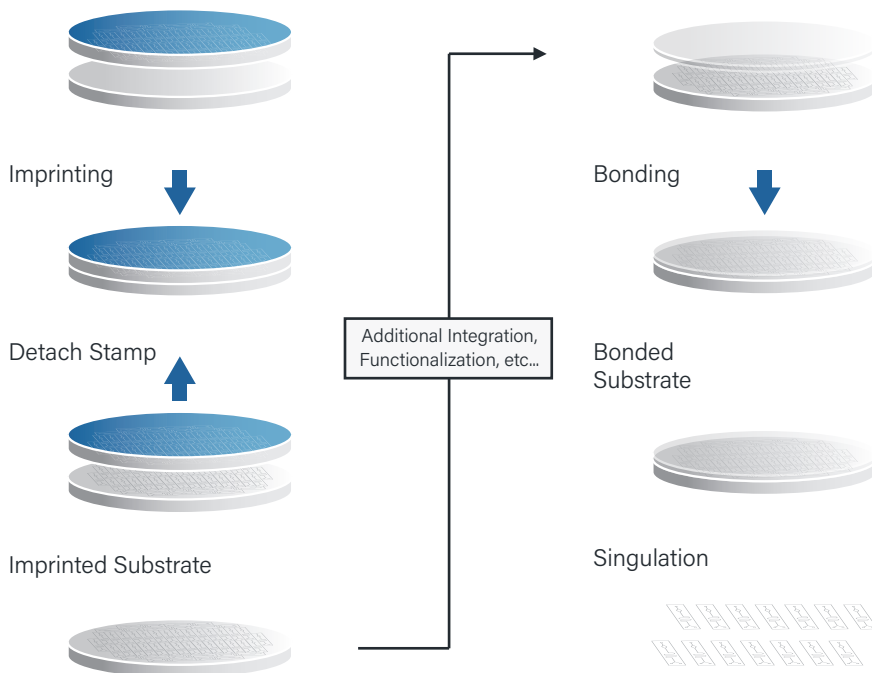 Imprinting
Detach Stamp
Imprinted Substrate
Additional Integration,
Functionalization, etc...
Bonding
Bonded
Substrate
Singulation